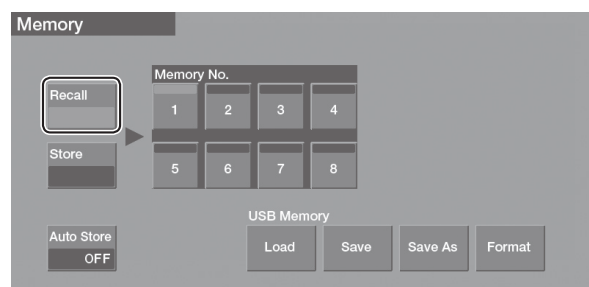 Memory
Memory No.
Recall
1 2 3 4
Store
5 6 7 8
USB Memory
Auto Store
OFF
Load Save Save As Format